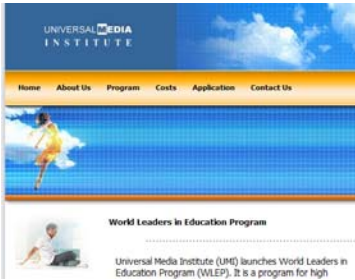 UNIVERSAL MEDIA
INSTITUTE
Home About Us Program Costs Application Contact Us
World Leaders in Education Program
Universal Media Institute (UMI) launches World Leaders in
Education Program (WLEP). It is a program for high